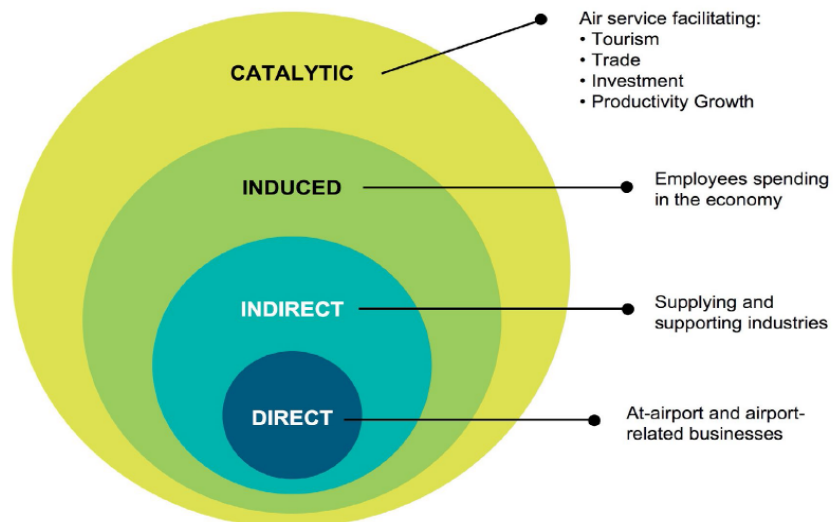 Air service facilitating:
• Tourism
• Trade
• Investment
• Productivity Growth
CATALYTIC
INDUCED
Employees spending
in the economy
INDIRECT
Supplying and
supporting industries
DIRECT
At-airport and airport-
related businesses